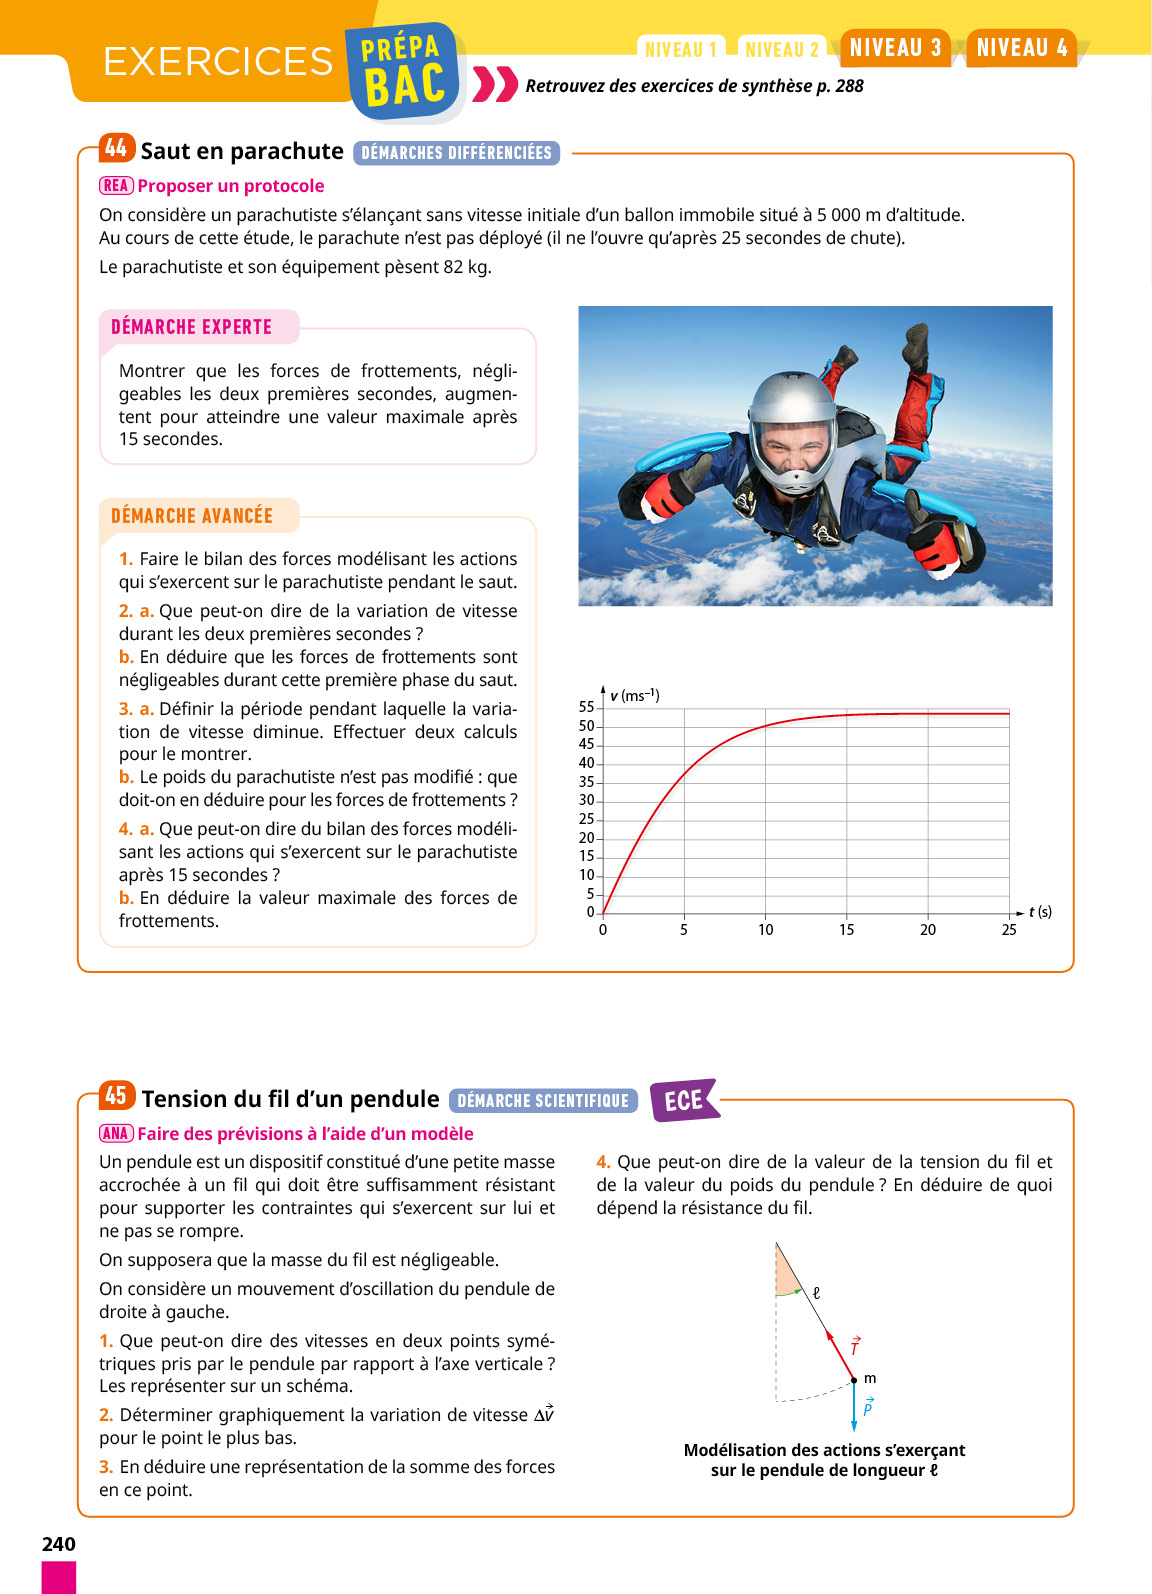 EXERCICES
PRÉPA
BAC
NIVEAU 1 NIVEAU 2 NIVEAU 3 NIVEAU 4
Retrouvez des exercices de synthèse p. 288
44 Saut en parachute DÉMARCHES DIFFÉRENCIÉES
REA Proposer un protocole
On considère un parachutiste s’élançant sans vitesse initiale d’un ballon immobile situé à 5 000 m d’altitude.
Au cours de cette étude, le parachute n’est pas déployé (il ne l’ouvre qu’après 25 secondes de chute).
Le parachutiste et son équipement pèsent 82 kg.
DÉMARCHE EXPERTE
Montrer que les forces de frottements, négli-
geables les deux premières secondes, augmen-
tent pour atteindre une valeur maximale après
15 secondes.
DÉMARCHE AVANCÉE
1. Faire le bilan des forces modélisant les actions
qui s’exercent sur le parachutiste pendant le saut.
2. a. Que peut-on dire de la variation de vitesse
durant les deux premières secondes ?
b. En déduire que les forces de frottements sont
négligeables durant cette première phase du saut.
3. a. Définir la période pendant laquelle la varia-
tion de vitesse diminue. Effectuer deux calculs
pour le montrer.
b. Le poids du parachutiste n’est pas modifié : que
doit-on en déduire pour les forces de frottements ?
4. a. Que peut-on dire du bilan des forces modéli-
sant les actions qui s’exercent sur le parachutiste
après 15 secondes ?
b. En déduire la valeur maximale des forces de
frottements.
v (ms⁻¹)
55
50
45
40
35
30
25
20
15
10
5
0
t (s)
0 5 10 15 20 25
45 Tension du fil d’un pendule DÉMARCHE SCIENTIFIQUE ECE
ANA Faire des prévisions à l’aide d’un modèle
Un pendule est un dispositif constitué d’une petite masse
accrochée à un fil qui doit être suffisamment résistant
pour supporter les contraintes qui s’exercent sur lui et
ne pas se rompre.
On supposera que la masse du fil est négligeable.
On considère un mouvement d’oscillation du pendule de
droite à gauche.
1. Que peut-on dire des vitesses en deux points symé-
triques pris par le pendule par rapport à l’axe verticale ?
Les représenter sur un schéma.
2. Déterminer graphiquement la variation de vitesse Δv⃗
pour le point le plus bas.
3. En déduire une représentation de la somme des forces
en ce point.
4. Que peut-on dire de la valeur de la tension du fil et
de la valeur du poids du pendule ? En déduire de quoi
dépend la résistance du fil.
ℓ
T⃗
m
P⃗
Modélisation des actions s’exerçant
sur le pendule de longueur ℓ
240